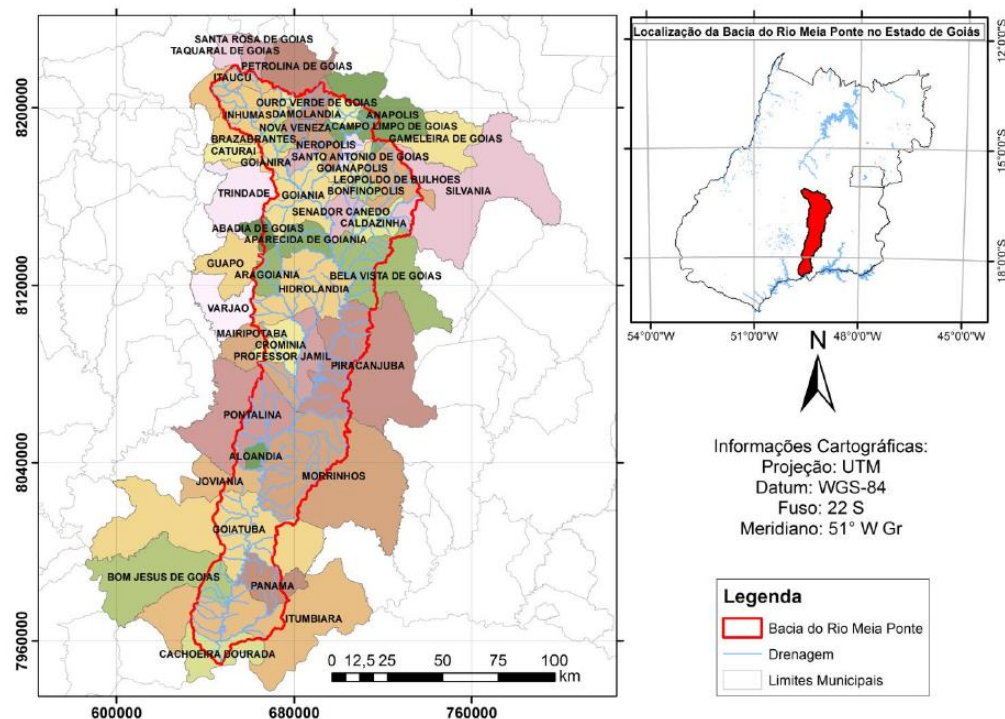 SANTA ROSA DE GOIAS
TAQUARAL DE GOIAS
PETROLINA DE GOIAS
ITAUCU
OURO VERDE DE GOIAS
INHUMAS
DAMOLANDIA
ANAPOLIS
NOVA VENEZA
CAMPO LIMPO DE GOIAS
BRAZABRANTES
GAMELEIRA DE GOIAS
NEROPOLIS
CATURAI
SANTO ANTONIO DE GOIAS
GOIANIRA
GOIANAPOLIS
LEOPOLDO DE BULHOES
TRINDADE
GOIANIA
BONFINOPOLIS
SILVANIA
SENADOR CANEDO
CALDAZINHA
ABADIA DE GOIAS
APARECIDA DE GOIANIA
GUAPO
ARAGOIANIA
BELA VISTA DE GOIAS
HIDROLANDIA
VARJAO
MAIRIPOTABA
CROMINIA
PROFESSOR JAMIL
PIRACANJUBA
PONTALINA
ALOANDIA
MORRINHOS
JOVIANIA
GOIATUBA
BOM JESUS DE GOIAS
PANAMA
ITUMBIARA
CACHOEIRA DOURADA
8200000
8120000
8040000
7960000
600000 680000 760000
0 12,5 25 50 75 100
km
Localização da Bacia do Rio Meia Ponte no Estado de Goiás
12°0'0"S
15°0'0"S
18°0'0"S
54°0'0"W 51°0'0"W 48°0'0"W 45°0'0"W
N
Informações Cartográficas:
Projeção: UTM
Datum: WGS-84
Fuso: 22 S
Meridiano: 51° W Gr
Legenda
Bacia do Rio Meia Ponte
Drenagem
Limites Municipais